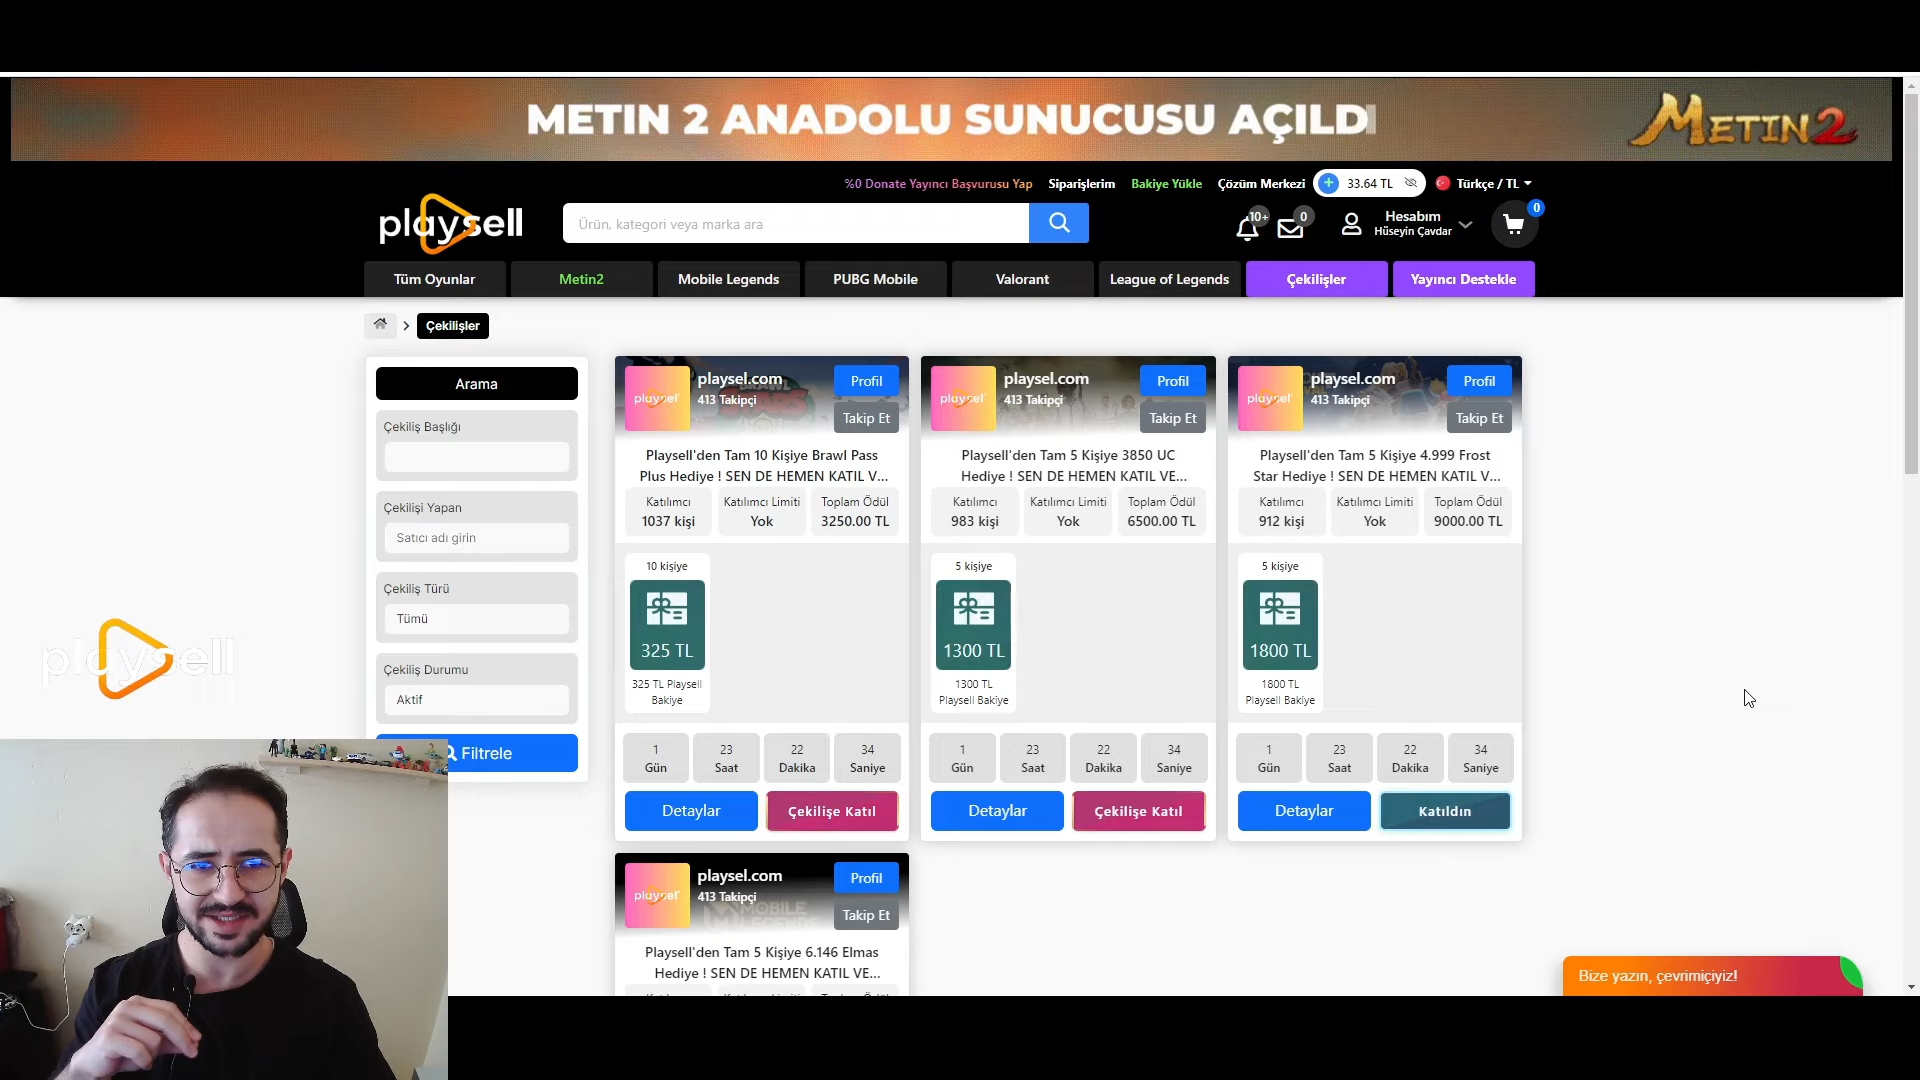 METIN 2 ANADOLU SUNUCUSU AÇILD
METIN2
%0 Donate Yayıncı Başvurusu Yap
Siparişlerim
Bakiye Yükle
Çözüm Merkezi
33.64 TL
Türkçe / TL
playsell
Ürün, kategori veya marka ara
10+
0
Hesabım
Hüseyin Çavdar
0
Tüm Oyunlar
Metin2
Mobile Legends
PUBG Mobile
Valorant
League of Legends
Çekilişler
Yayıncı Destekle
Çekilişler
Arama
Çekiliş Başlığı
Çekilişi Yapan
Satıcı adı girin
Çekiliş Türü
Tümü
Çekiliş Durumu
Aktif
Filtrele
playsell
playsel.com
413 Takipçi
Profil
Takip Et
Playsell'den Tam 10 Kişiye Brawl Pass
Plus Hediye ! SEN DE HEMEN KATIL V...
Katılımcı
1037 kişi
Katılımcı Limiti
Yok
Toplam Ödül
3250.00 TL
10 kişiye
325 TL
325 TL Playsell
Bakiye
1
Gün
23
Saat
22
Dakika
34
Saniye
Detaylar
Çekilişe Katıl
playsell
playsel.com
413 Takipçi
Profil
Takip Et
Playsell'den Tam 5 Kişiye 3850 UC
Hediye ! SEN DE HEMEN KATIL VE...
Katılımcı
983 kişi
Katılımcı Limiti
Yok
Toplam Ödül
6500.00 TL
5 kişiye
1300 TL
1300 TL
Playsell Bakiye
1
Gün
23
Saat
22
Dakika
34
Saniye
Detaylar
Çekilişe Katıl
playsell
playsel.com
413 Takipçi
Profil
Takip Et
Playsell'den Tam 5 Kişiye 4.999 Frost
Star Hediye ! SEN DE HEMEN KATIL V...
Katılımcı
912 kişi
Katılımcı Limiti
Yok
Toplam Ödül
9000.00 TL
5 kişiye
1800 TL
1800 TL
Playsell Bakiye
1
Gün
23
Saat
22
Dakika
34
Saniye
Detaylar
Katıldın
playsell
playsel.com
413 Takipçi
Profil
Takip Et
MOBILE
LEGENDS
Playsell'den Tam 5 Kişiye 6.146 Elmas
Hediye ! SEN DE HEMEN KATIL VE...
playsell
Bize yazın, çevrimiçiyiz!